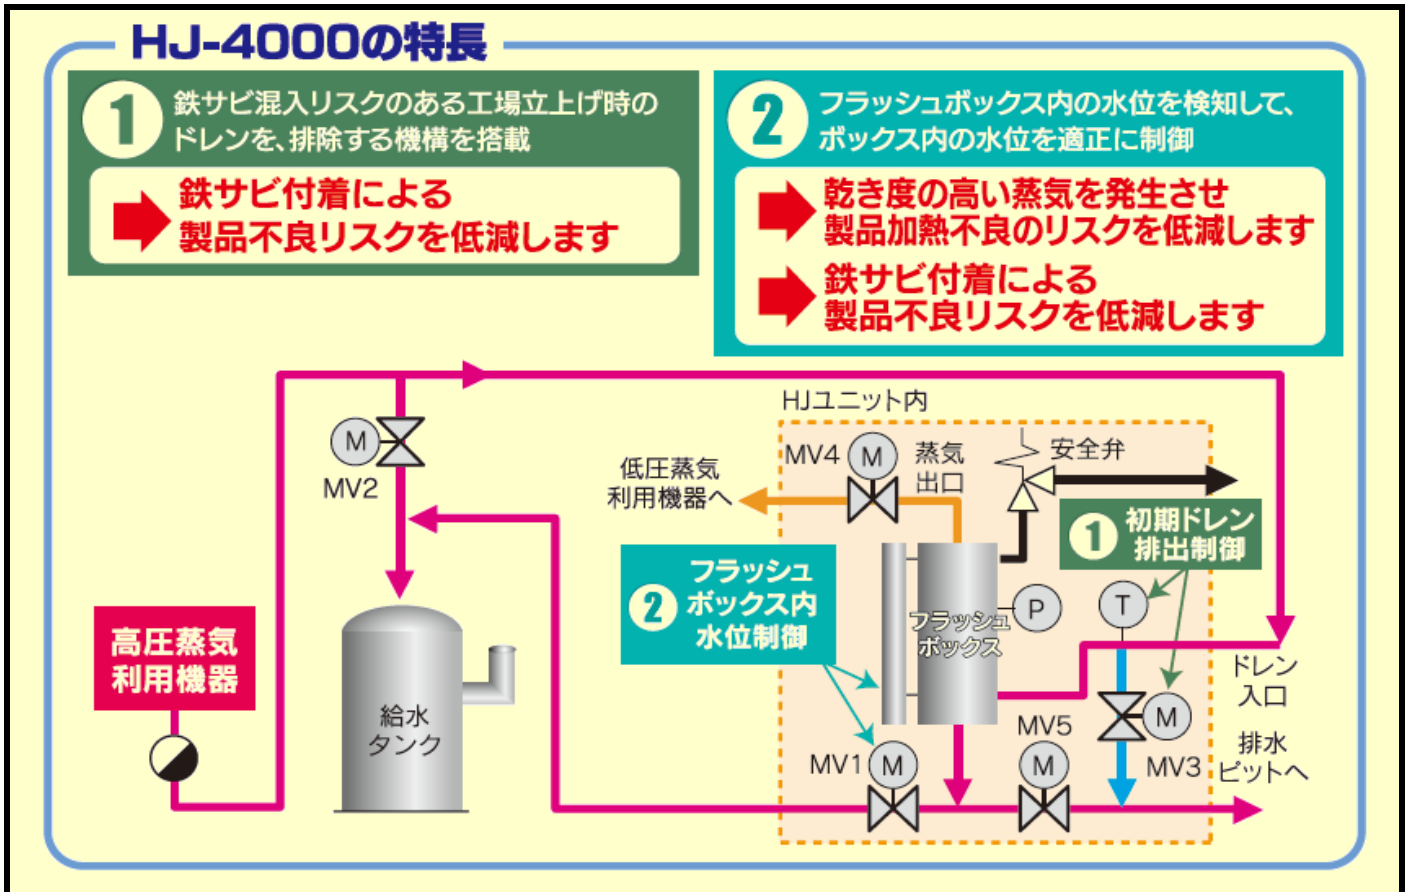 HJ-4000の特長
1
鉄サビ混入リスクのある工場立上げ時の
ドレンを、排除する機構を搭載
鉄サビ付着による
製品不良リスクを低減します
2
フラッシュボックス内の水位を検知して、
ボックス内の水位を適正に制御
乾き度の高い蒸気を発生させ
製品加熱不良のリスクを低減します
鉄サビ付着による
製品不良リスクを低減します
HJユニット内
M
MV2
低圧蒸気
利用機器へ
MV4
M
蒸気
出口
安全弁
1
初期ドレン
排出制御
2
フラッシュ
ボックス内
水位制御
フラッシュ
ボックス
P
T
高圧蒸気
利用機器
給水
タンク
ドレン
入口
MV1
M
MV5
M
M
MV3
排水
ピットへ